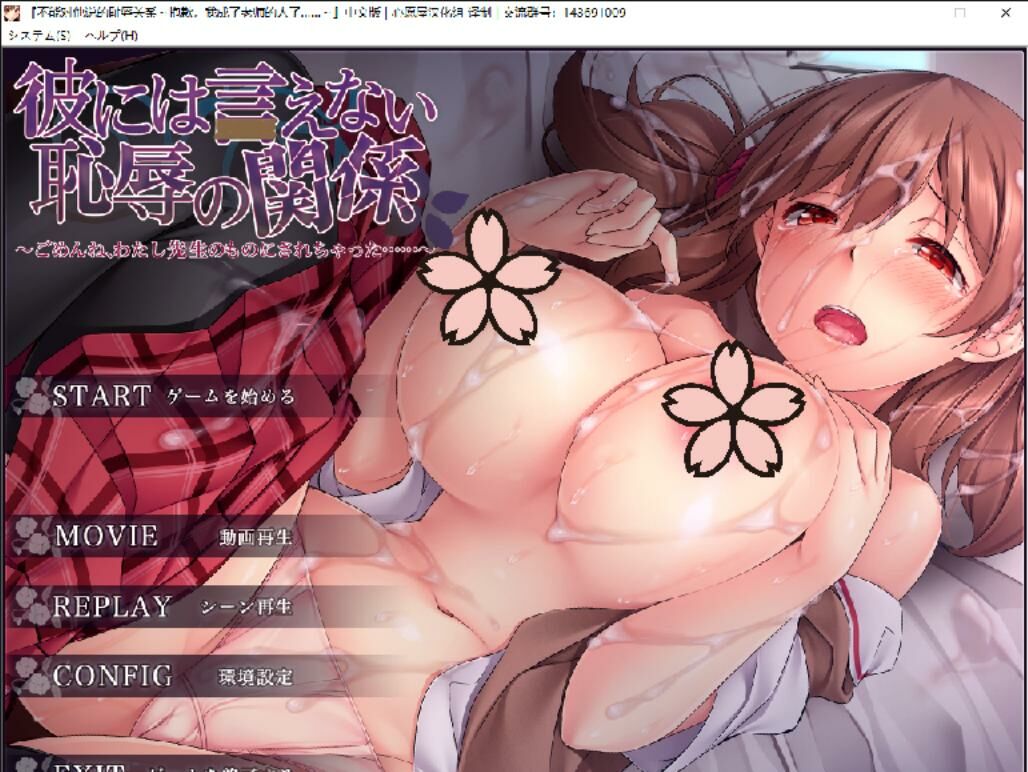 『不能对他说的耻辱关系 ~抱歉，我成了老师的人了……~』中文版 | 心愿屋汉化组 译制 | 交流群号：143691009
システム(S) ヘルプ(H)
彼には言えない
恥辱の関係
～ごめんね、わたし先生のものにされちゃった……～
START ゲームを始める
MOVIE 動画再生
REPLAY シーン再生
CONFIG 環境設定
EXIT